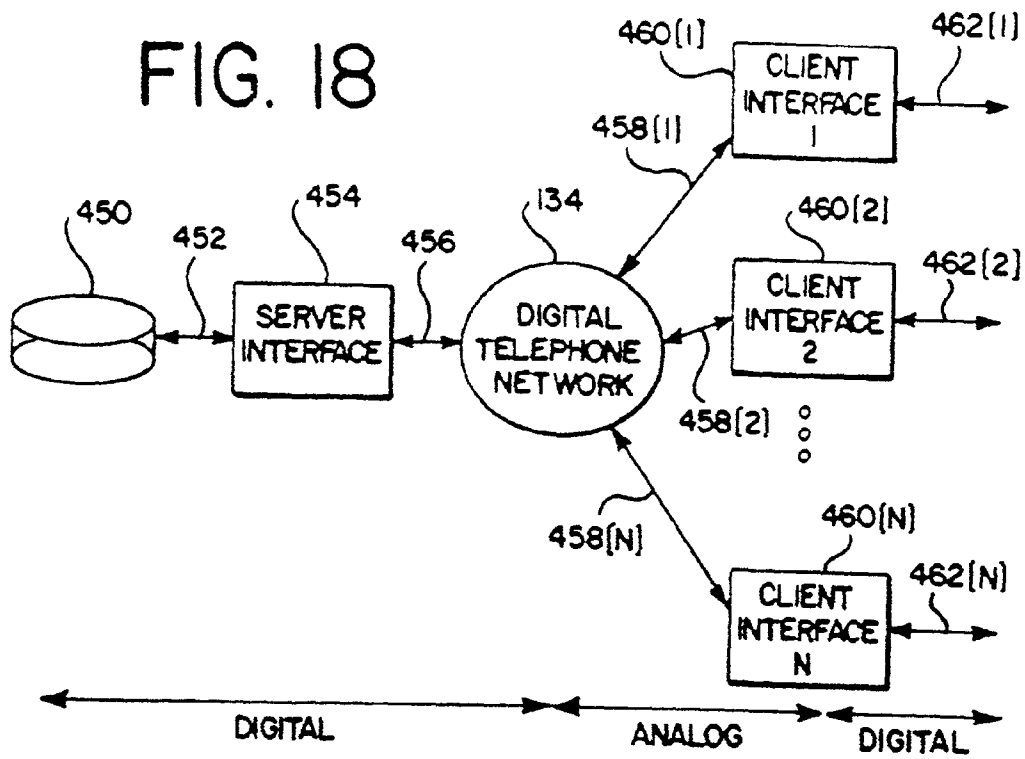 FIG. 18
460[1]
462[1]
CLIENT
INTERFACE
1
458[1]
450
452
454
456
134
460[2]
462[2]
SERVER
INTERFACE
DIGITAL
TELEPHONE
NETWORK
CLIENT
INTERFACE
2
458[2]
458[N]
460[N]
462[N]
CLIENT
INTERFACE
N
DIGITAL
ANALOG
DIGITAL